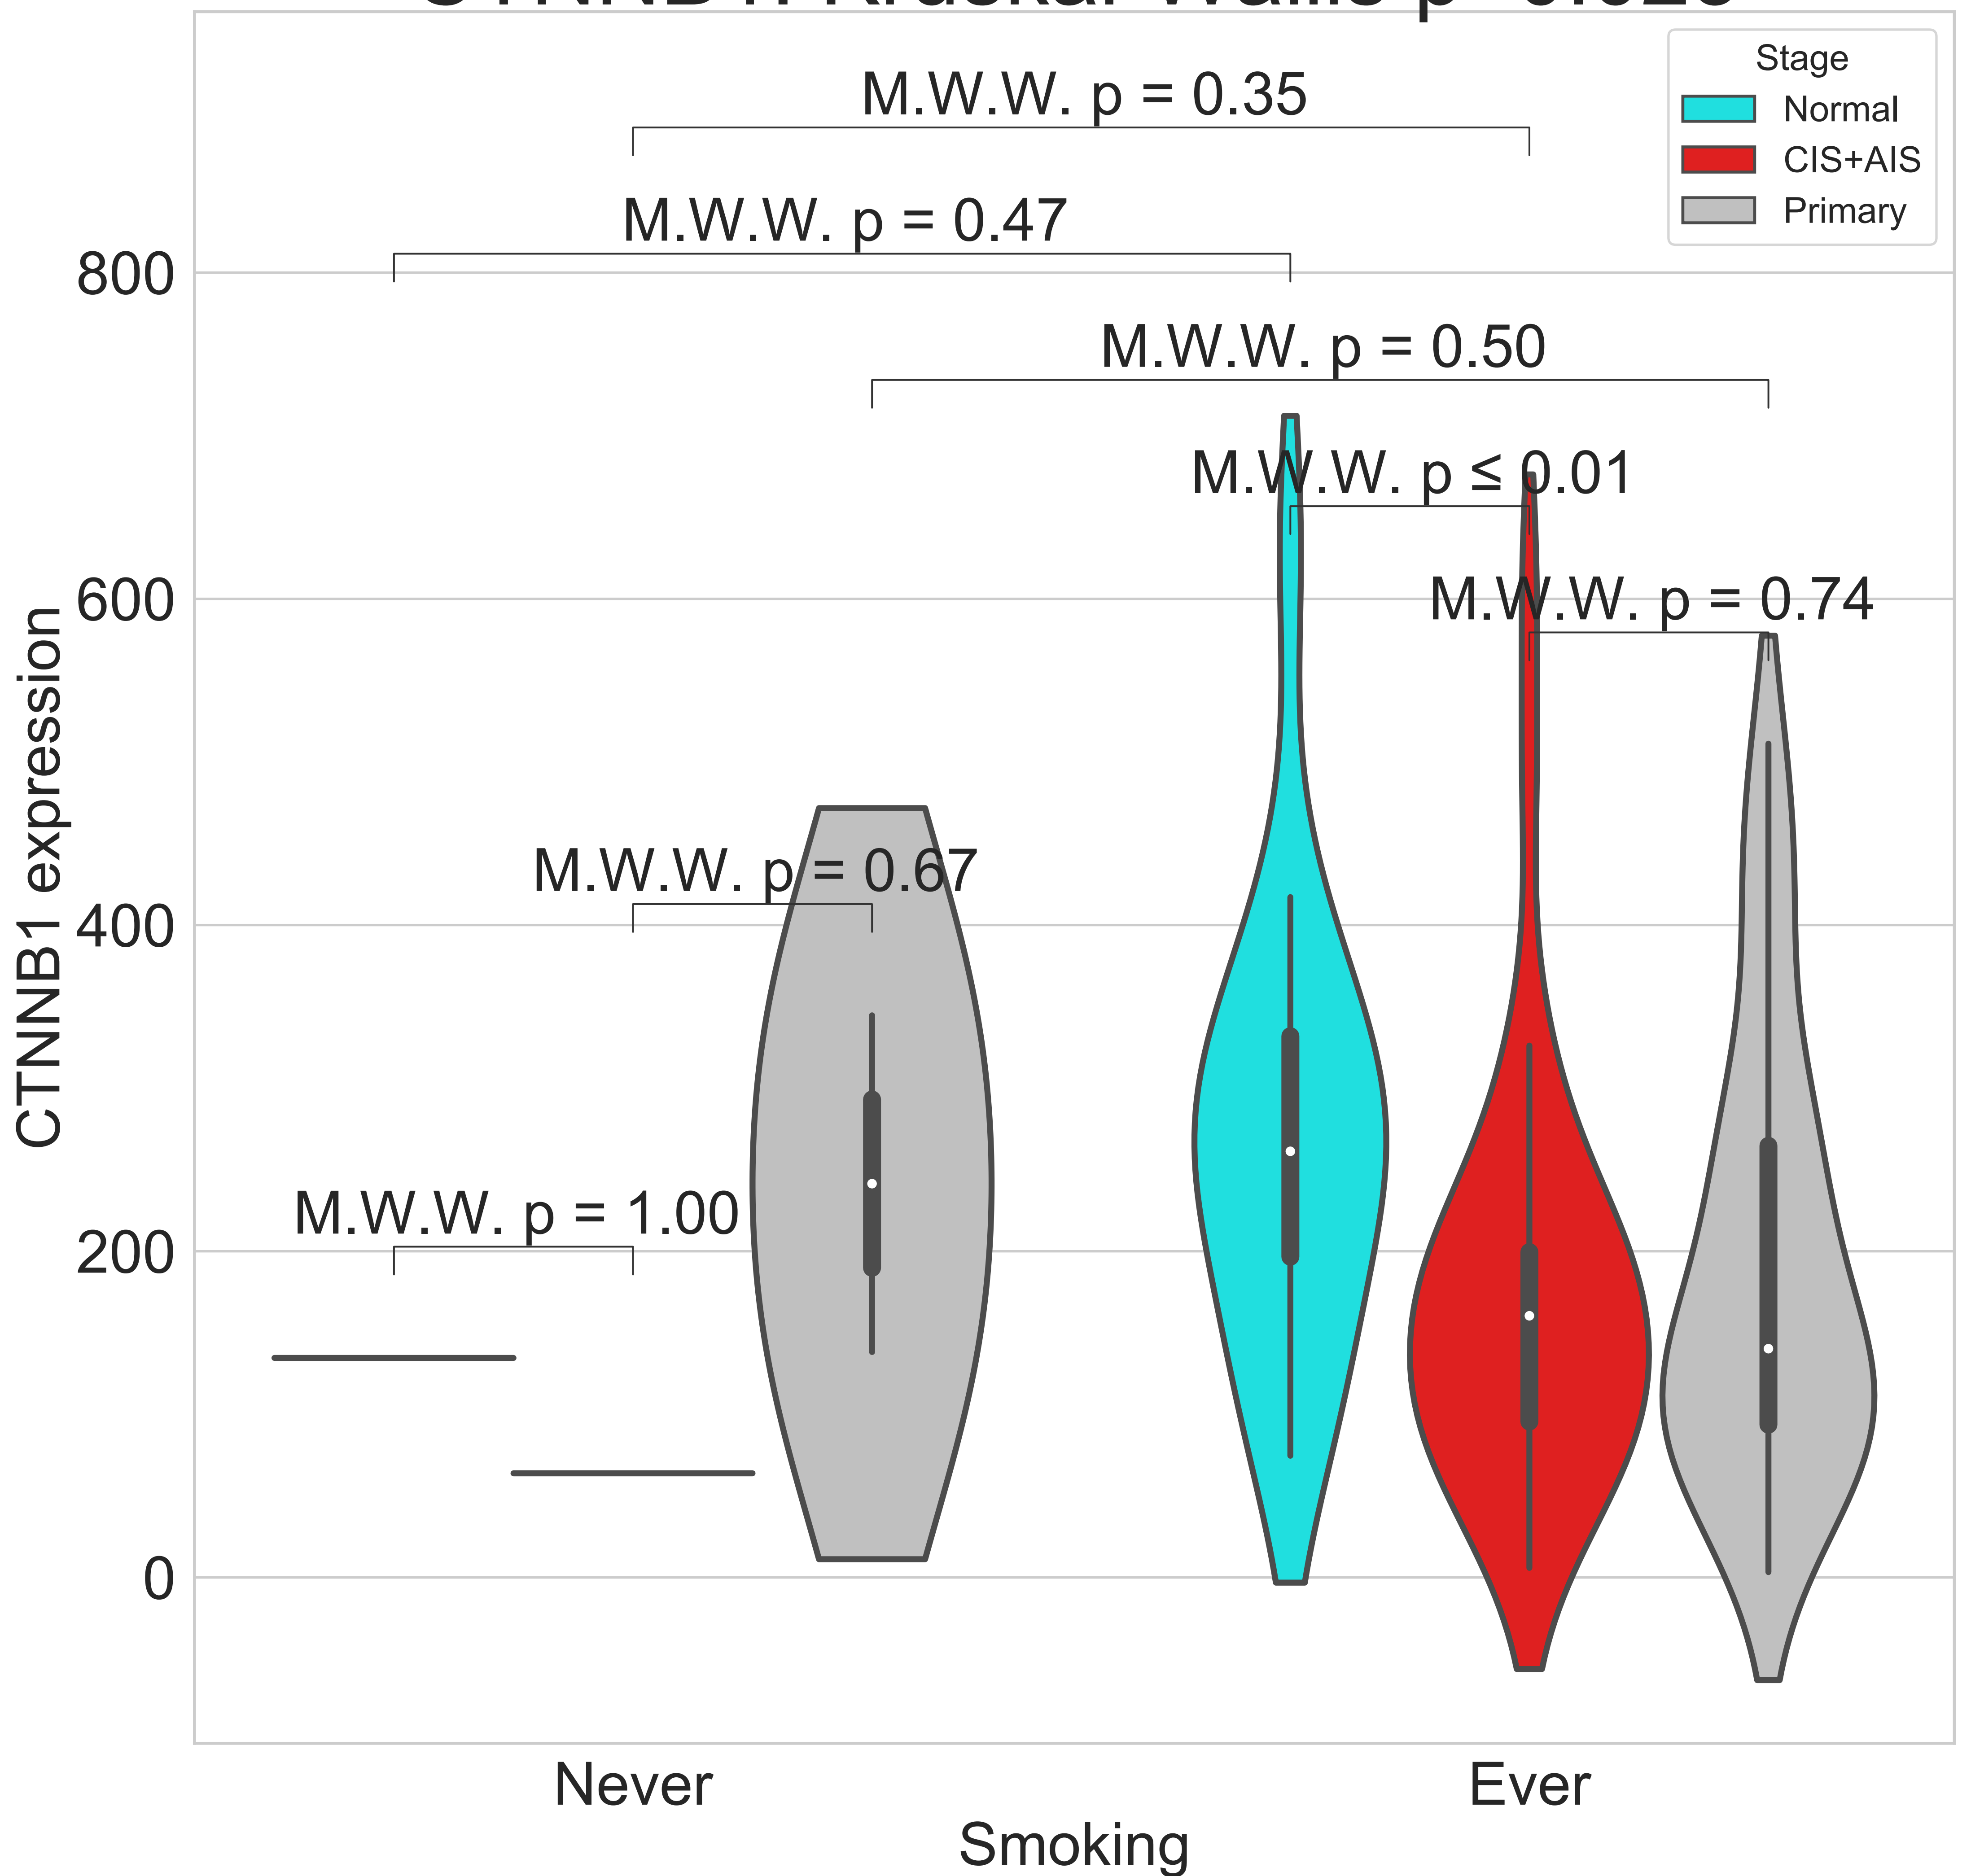 Stage
Normal
CIS+AIS
Primary
M.W.W. p = 0.35
M.W.W. p = 0.47
M.W.W. p = 0.50
M.W.W. p ≤ 0.01
M.W.W. p = 0.74
M.W.W. p = 0.67
M.W.W. p = 1.00
800
600
400
200
0
CTNNB1 expression
Never
Ever
Smoking